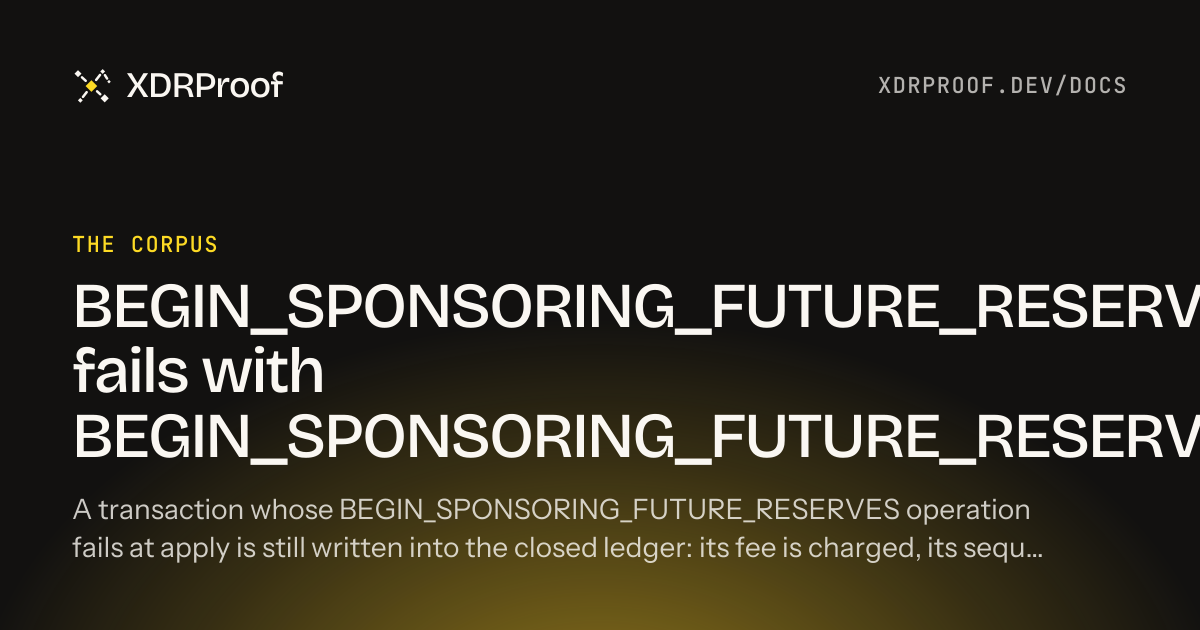 XDRProof
XDRPROOF.DEV/DOCS
THE CORPUS
BEGIN_SPONSORING_FUTURE_RESERV
fails with
BEGIN_SPONSORING_FUTURE_RESERV
A transaction whose BEGIN_SPONSORING_FUTURE_RESERVES operation
fails at apply is still written into the closed ledger: its fee is charged, its sequ...